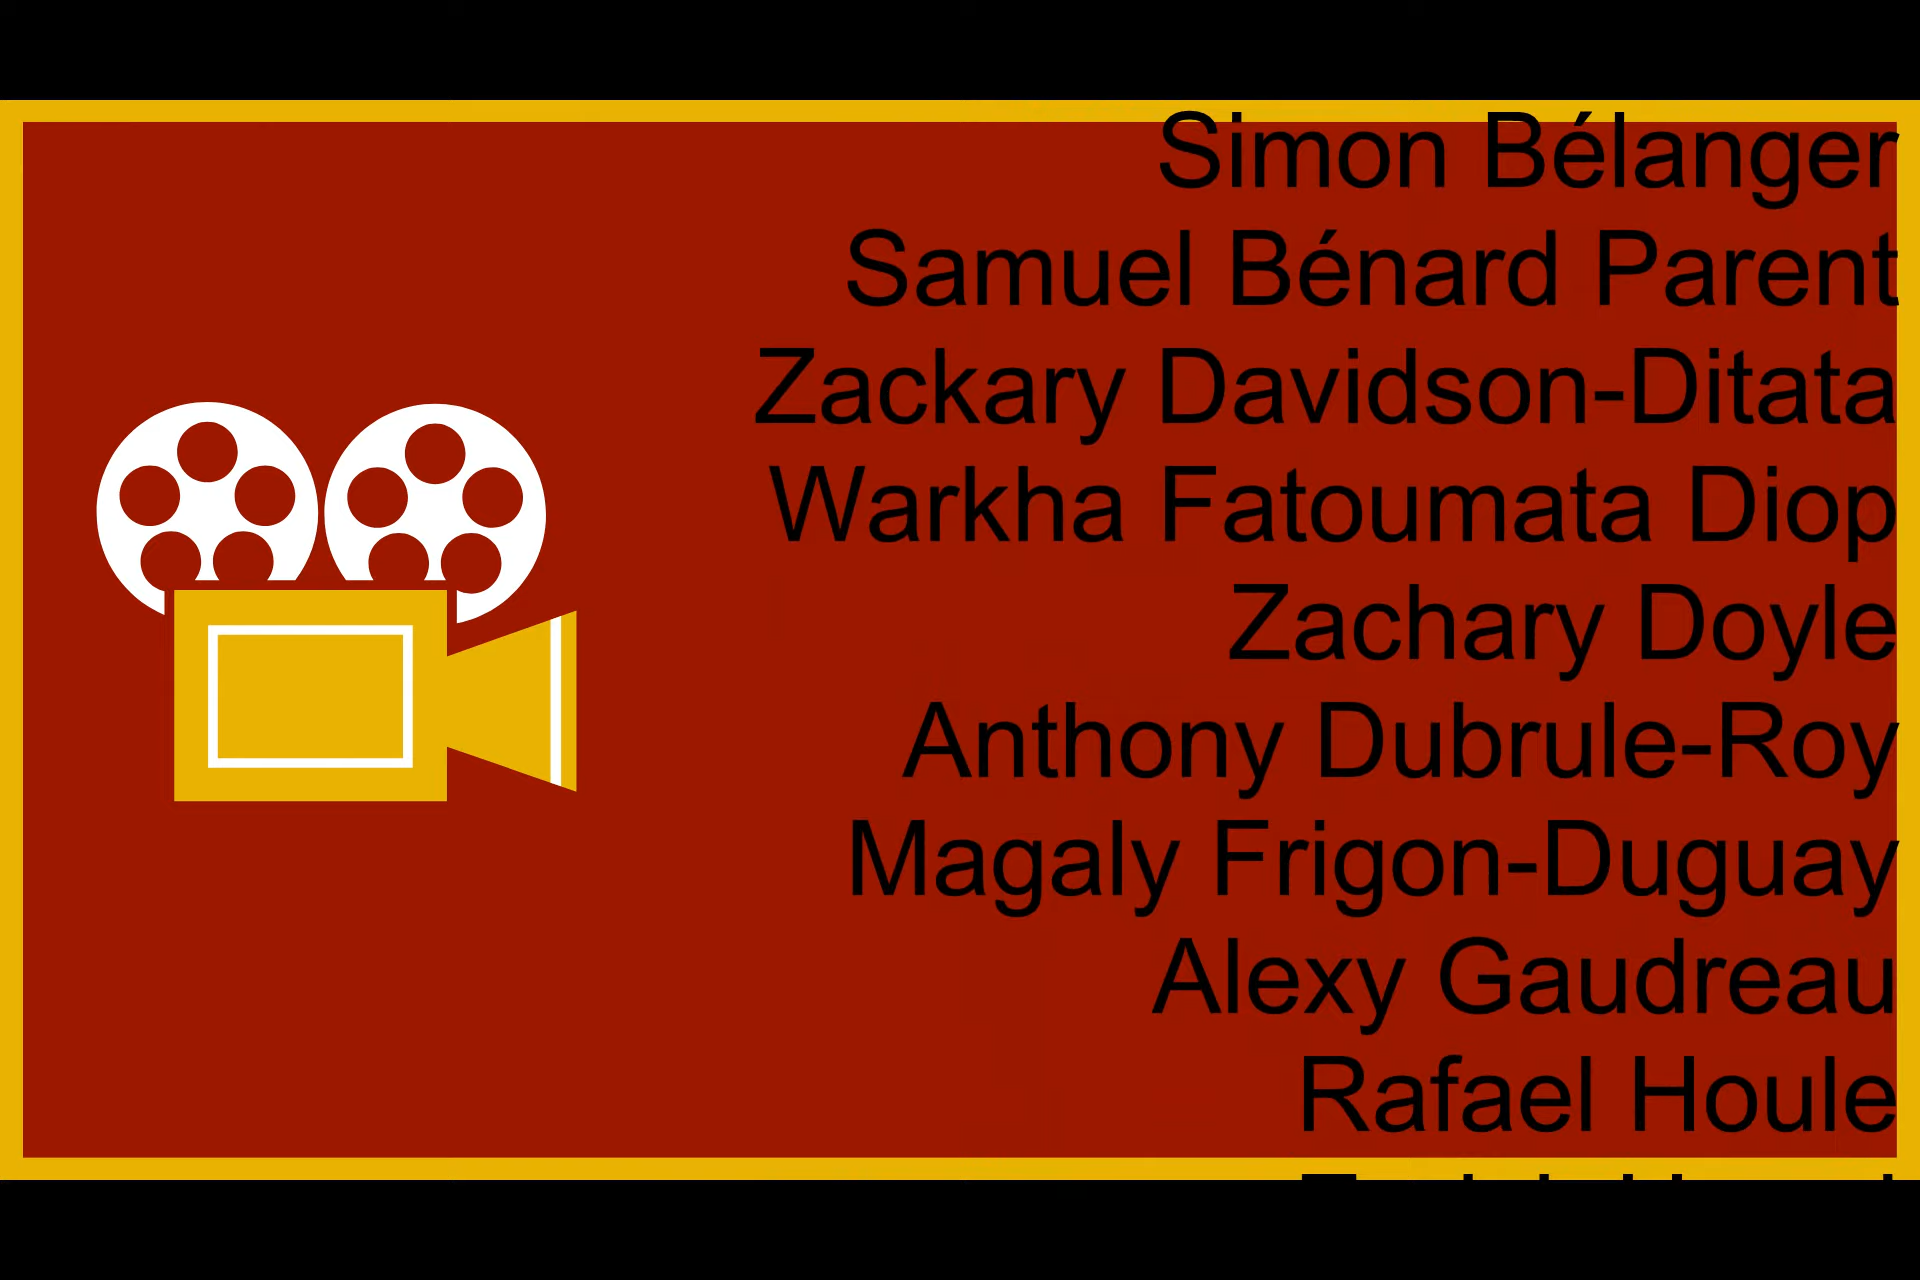 Simon Bélanger
Samuel Bénard Parent
Zackary Davidson-Ditata
Warkha Fatoumata Diop
Zachary Doyle
Anthony Dubrule-Roy
Magaly Frigon-Duguay
Alexy Gaudreau
Rafael Houle